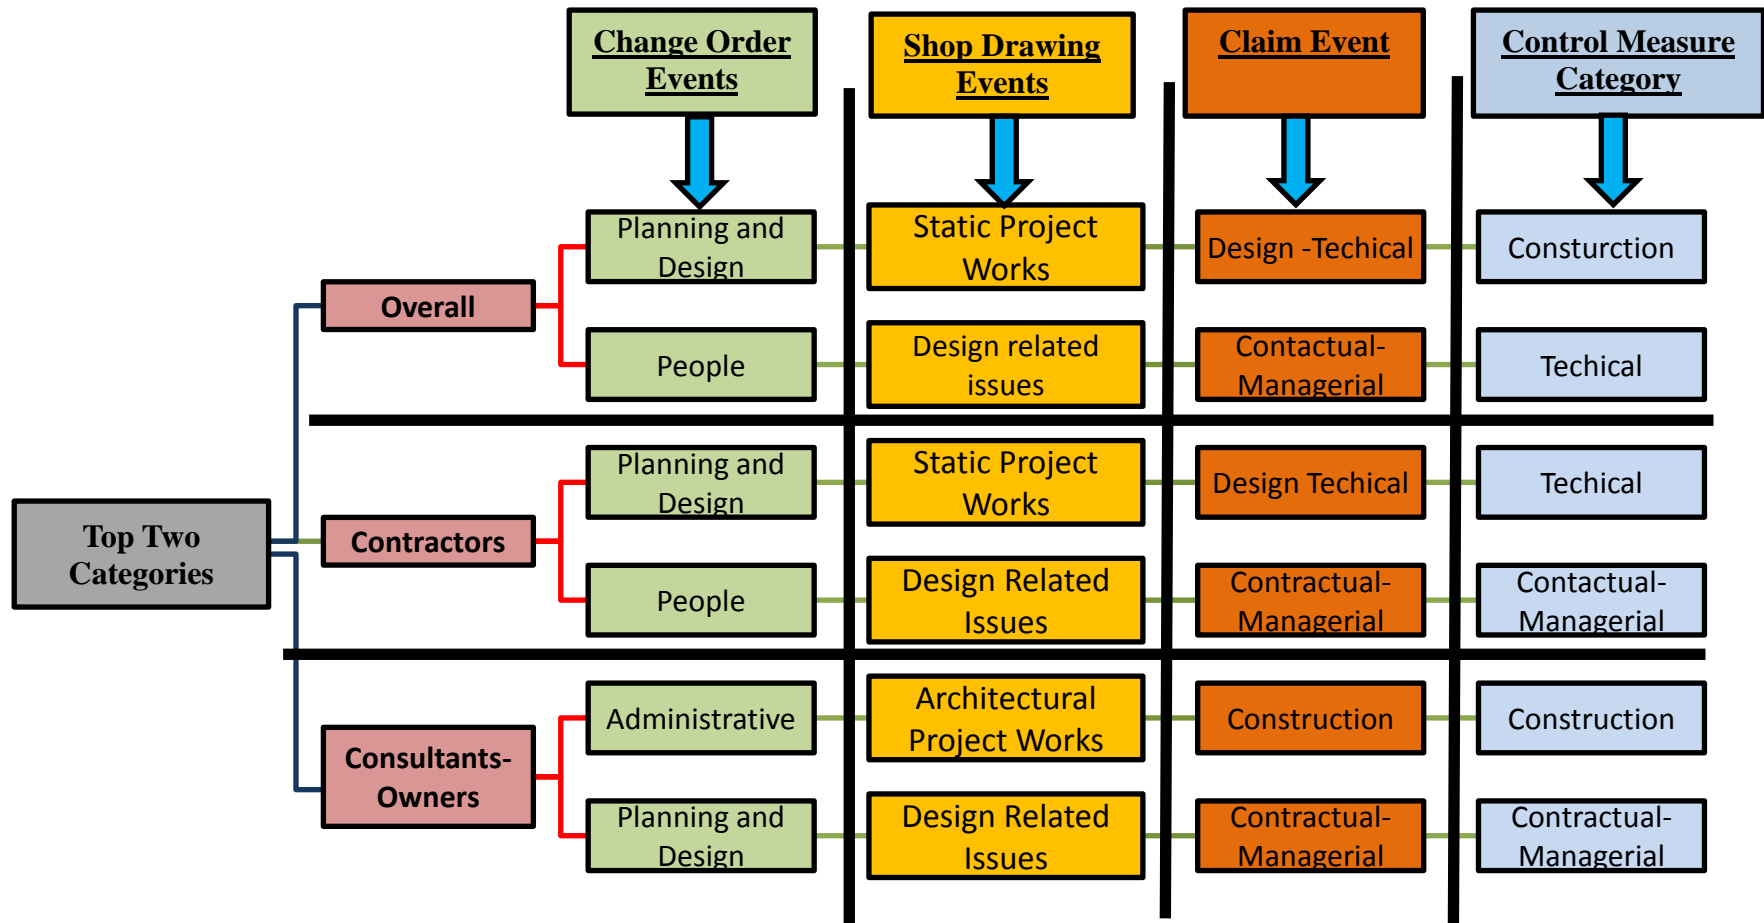 Change Order
Events
Shop Drawing
Events
Claim Event
Control Measure
Category
Planning and
Design
Static Project
Works
Design -Techical
Consturction
Overall
People
Design related
issues
Contactual-
Managerial
Techical
Planning and
Design
Static Project
Works
Design Techical
Techical
Top Two
Categories
Contractors
People
Design Related
Issues
Contractual-
Managerial
Contactual-
Managerial
Administrative
Architectural
Project Works
Construction
Construction
Consultants-
Owners
Planning and
Design
Design Related
Issues
Contractual-
Managerial
Contractual-
Managerial